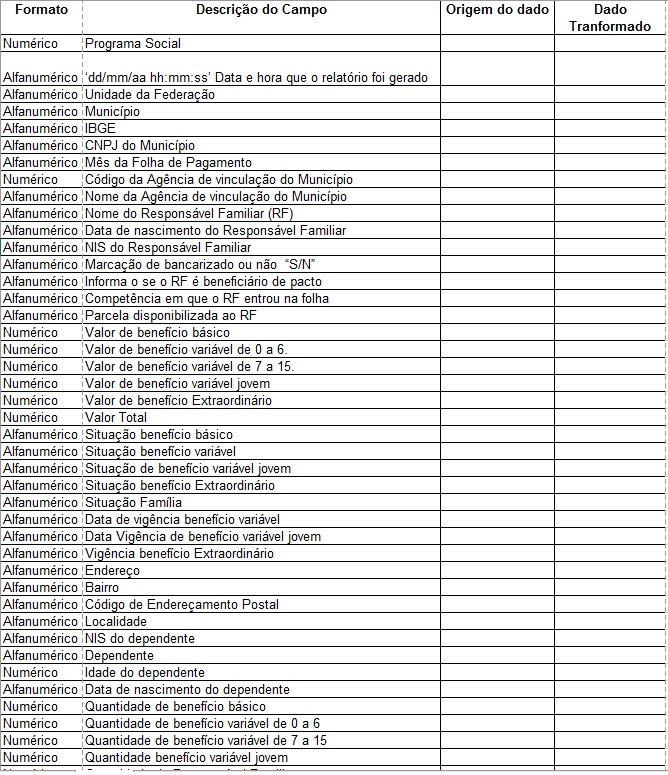 Formato Descrição do Campo Origem do dado Dado Tranformado
Numérico Programa Social
Alfanumérico ‘dd/mm/aa hh:mm:ss’ Data e hora que o relatório foi gerado
Alfanumérico Unidade da Federação
Alfanumérico Município
Alfanumérico IBGE
Alfanumérico CNPJ do Município
Alfanumérico Mês da Folha de Pagamento
Numérico Código da Agência de vinculação do Município
Alfanumérico Nome da Agência de vinculação do Município
Alfanumérico Nome do Responsável Familiar (RF)
Alfanumérico Data de nascimento do Responsável Familiar
Alfanumérico NIS do Responsável Familiar
Alfanumérico Marcação de bancarizado ou não “S/N”
Alfanumérico Informa o se o RF é beneficiário de pacto
Alfanumérico Competência em que o RF entrou na folha
Alfanumérico Parcela disponibilizada ao RF
Numérico Valor de benefício básico
Numérico Valor de benefício variável de 0 a 6.
Numérico Valor de benefício variável de 7 a 15.
Numérico Valor de benefício variável jovem
Numérico Valor de benefício Extraordinário
Numérico Valor Total
Alfanumérico Situação benefício básico
Alfanumérico Situação benefício variável
Alfanumérico Situação de benefício variável jovem
Alfanumérico Situação benefício Extraordinário
Alfanumérico Situação Família
Alfanumérico Data de vigência benefício variável
Alfanumérico Data Vigência de benefício variável jovem
Alfanumérico Vigência benefício Extraordinário
Alfanumérico Endereço
Alfanumérico Bairro
Alfanumérico Código de Endereçamento Postal
Alfanumérico Localidade
Alfanumérico NIS do dependente
Alfanumérico Dependente
Numérico Idade do dependente
Alfanumérico Data de nascimento do dependente
Numérico Quantidade de benefício básico
Numérico Quantidade de benefício variável de 0 a 6
Numérico Quantidade de benefício variável de 7 a 15
Numérico Quantidade benefício variável jovem